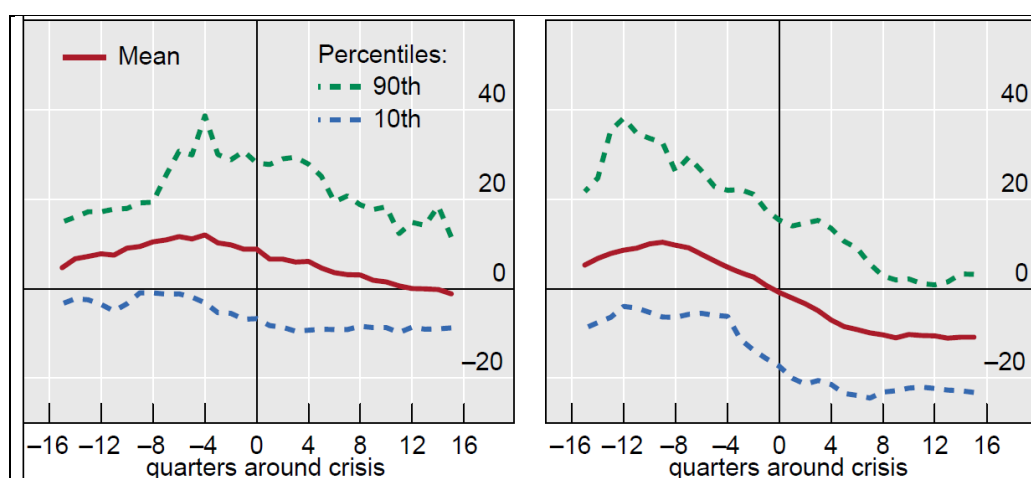 Mean
Percentiles:
90th
10th
40
20
0
–20
–16 –12 –8 –4 0 4 8 12 16
quarters around crisis
40
20
0
–20
–16 –12 –8 –4 0 4 8 12 16
quarters around crisis